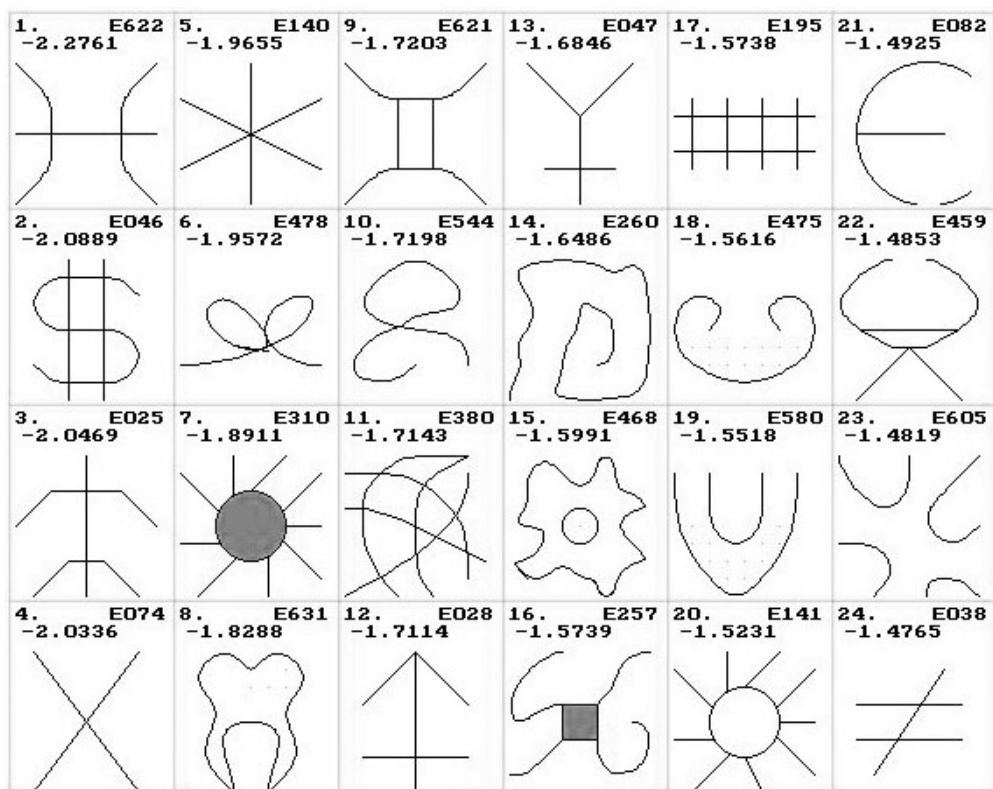 1. E622 5. E140 9. E621 13. E047 17. E195 21. E082
-2.2761 -1.9655 -1.7203 -1.6846 -1.5738 -1.4925
2. E046 6. E478 10. E544 14. E260 18. E475 22. E459
-2.0889 -1.9572 -1.7198 -1.6486 -1.5616 -1.4853
3. E025 7. E310 11. E380 15. E468 19. E580 23. E605
-2.0469 -1.8911 -1.7143 -1.5991 -1.5518 -1.4819
4. E074 8. E631 12. E028 16. E257 20. E141 24. E038
-2.0336 -1.8288 -1.7114 -1.5739 -1.5231 -1.4765